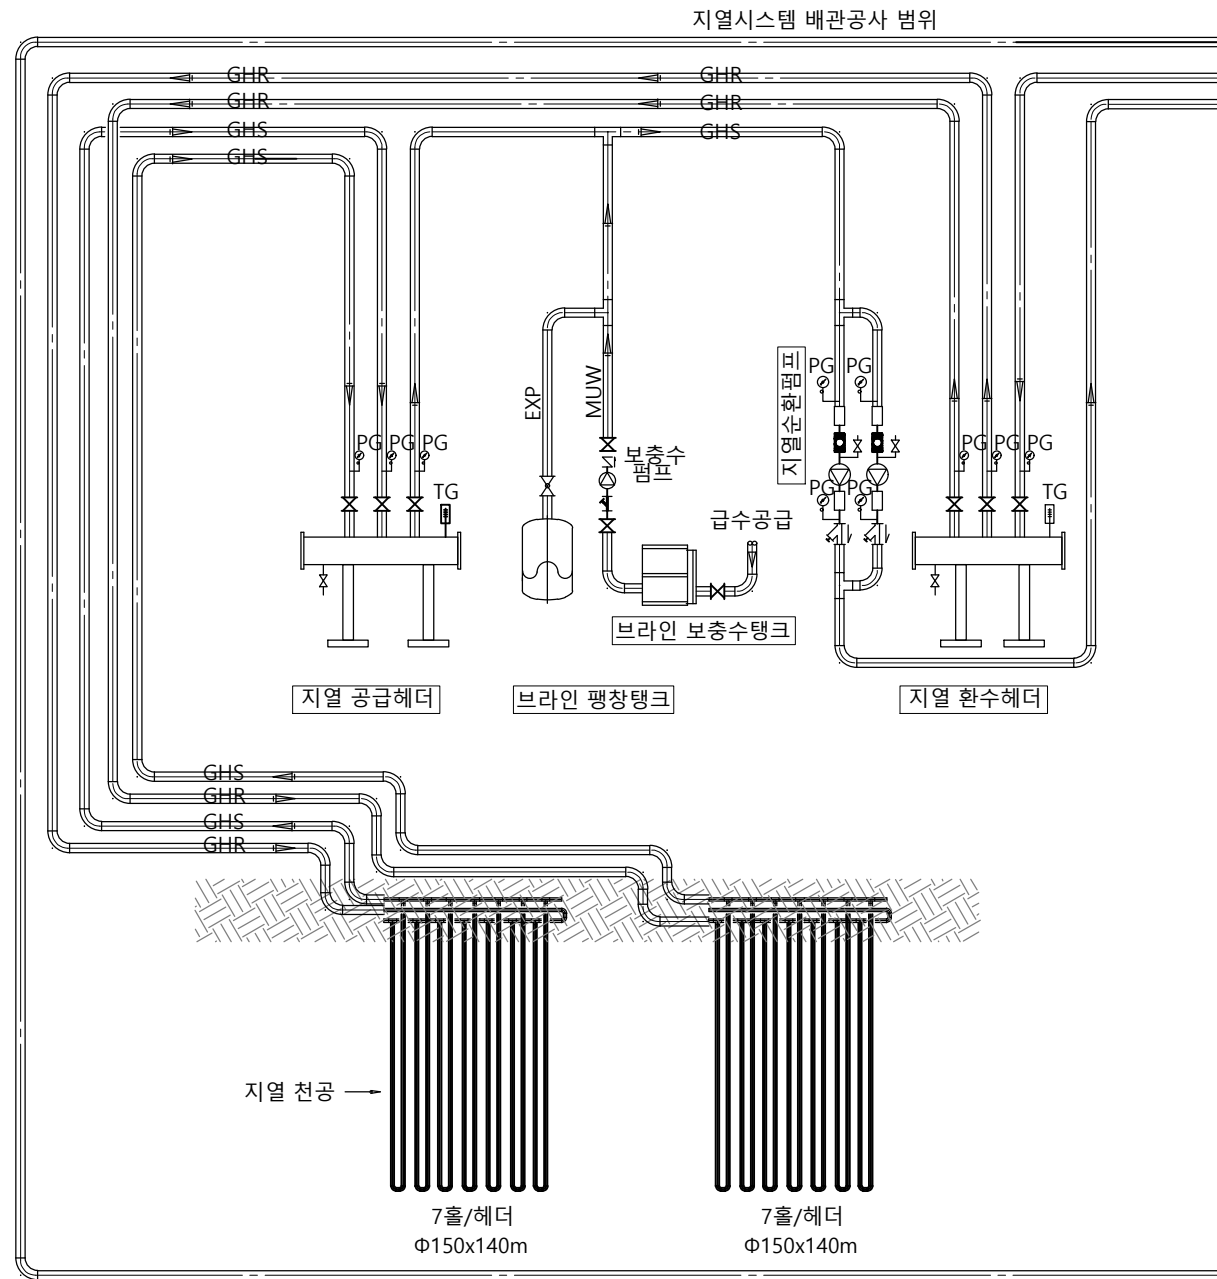 지열시스템 배관공사 범위
GHR
GHR
GHR
GHR
GHS
GHS
GHS
EXP
MUW
지열순환펌프
PG
PG
PG
PG
PG
PG
PG
PG
보충수
펌프
TG
PG
PG
TG
급수공급
브라인 보충수탱크
지열 공급헤더
브라인 팽창탱크
지열 환수헤더
GHS
GHR
GHS
GHR
지열 천공
7홀/헤더
Φ150x140m
7홀/헤더
Φ150x140m